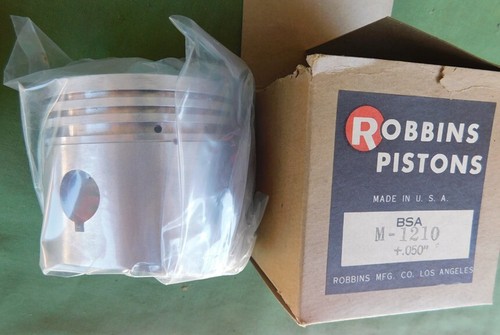 ROBBINS
PISTONS
MADE IN U. S. A.
BSA
M-1210
+.050"
ROBBINS MFG. CO. LOS ANGELES